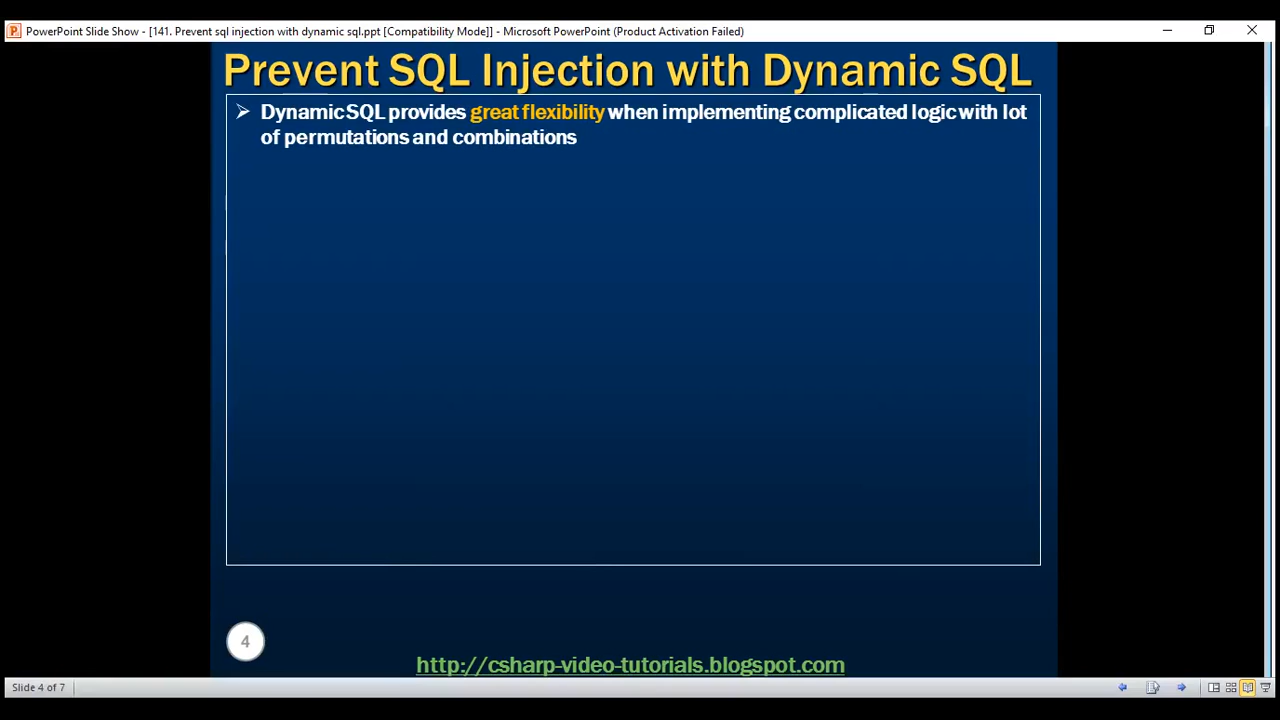 PowerPoint Slide Show - [141. Prevent sql injection with dynamic sql.ppt [Compatibility Mode]] - Microsoft PowerPoint (Product Activation Failed)
Prevent SQL Injection with Dynamic SQL
Dynamic SQL provides great flexibility when implementing complicated logic with lot
of permutations and combinations
4
http://csharp-video-tutorials.blogspot.com
Slide 4 of 7